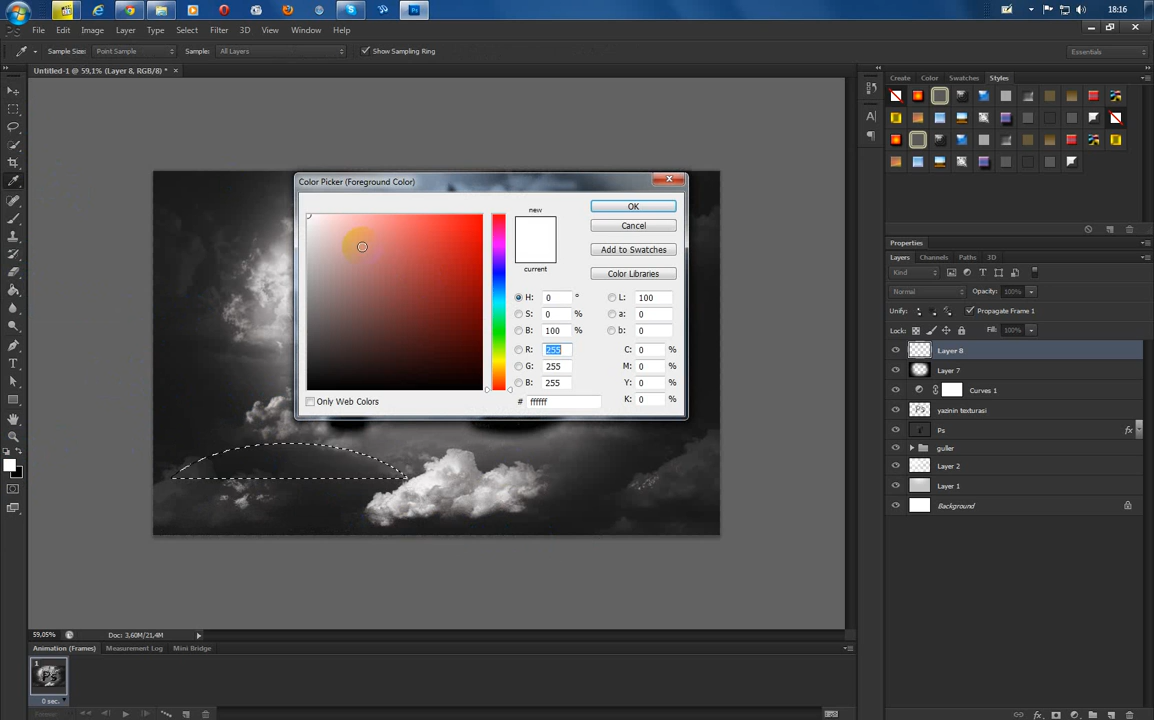 18:16
File Edit Image Layer Type Select Filter 3D View Window Help
Sample Size: Point Sample Sample: All Layers Show Sampling Ring Essentials
Untitled-1 @ 59,1% (Layer 8, RGB/8) * ×
Create Color Swatches Styles
Color Picker (Foreground Color)
new
current
OK
Cancel
Add to Swatches
Color Libraries
H: 0 ° L: 100
S: 0 % a: 0
B: 100 % b: 0
R: 255 C: 0 %
G: 255 M: 0 %
B: 255 Y: 0 %
# ffffff K: 0 %
Only Web Colors
Properties
Layers Channels Paths 3D
Kind
Normal Opacity: 100%
Unify: Propagate Frame 1
Lock: Fill: 100%
Layer 8
Layer 7
Curves 1
yazinin texturasi
Ps fx
guller
Layer 2
Layer 1
Background
59,05% Doc: 3,60M/21,4M
Animation (Frames) Measurement Log Mini Bridge
1
Ps
0 sec.
Forever